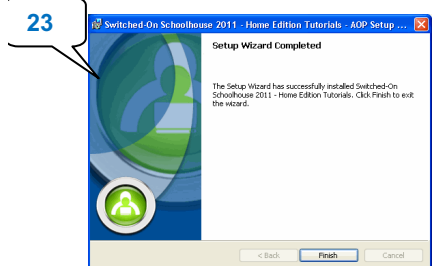 23
Switched-On Schoolhouse 2011 - Home Edition Tutorials - AOP Setup ...
Setup Wizard Completed
The Setup Wizard has successfully installed Switched-On
Schoolhouse 2011 - Home Edition Tutorials. Click Finish to exit
the wizard.
< Back Finish Cancel